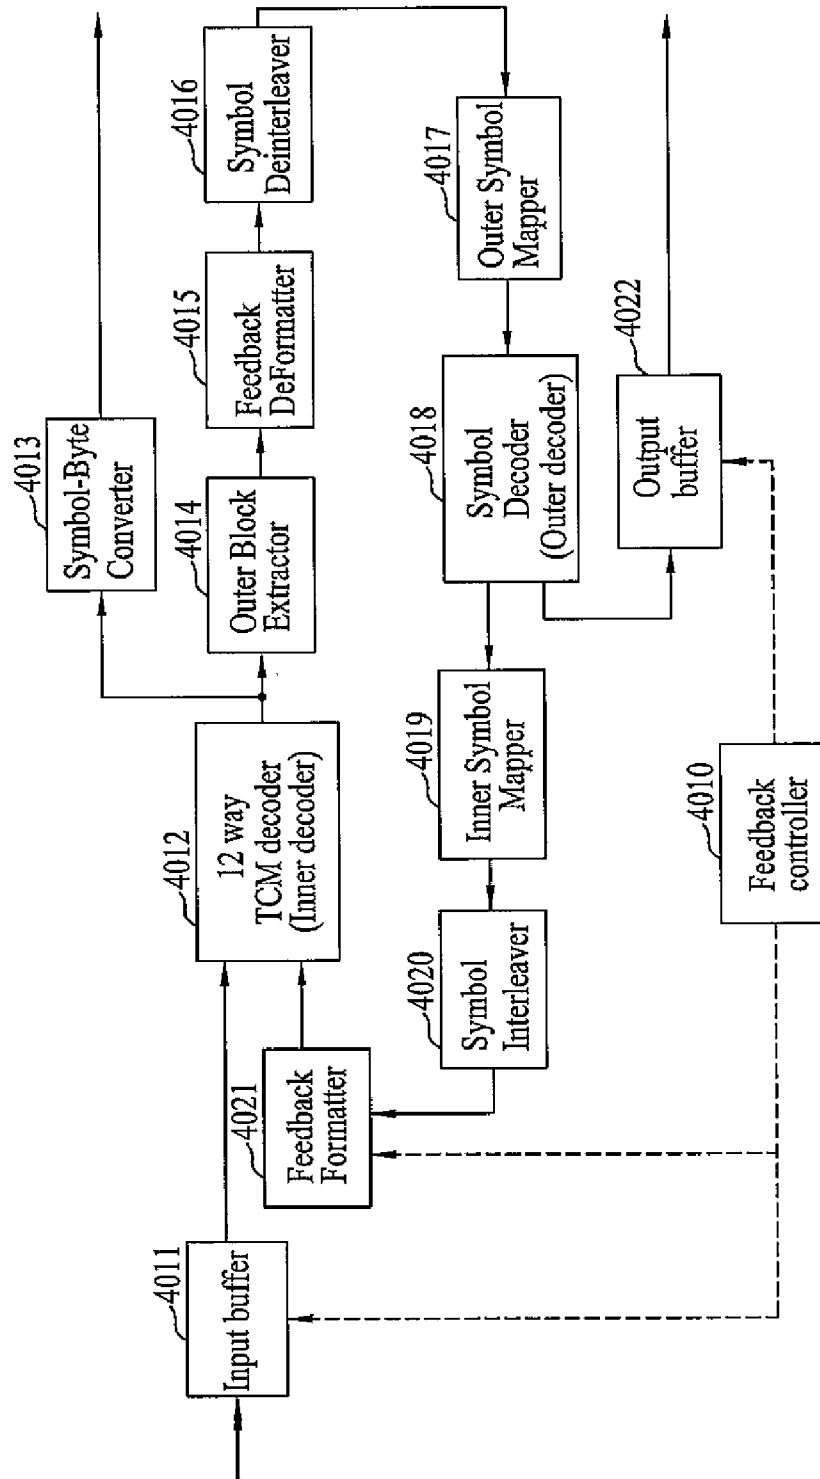 4011
Input buffer
4012
12 way
TCM decoder
(Inner decoder)
4013
Symbol-Byte
Converter
4014
Outer Block
Extractor
4015
Feedback
DeFormatter
4016
Symbol
Deinterleaver
4021
Feedback
Formatter
4020
Symbol
Interleaver
4019
Inner Symbol
Mapper
4018
Symbol
Decoder
(Outer decoder)
4017
Outer Symbol
Mapper
4010
Feedback
controller
4022
Output
buffer